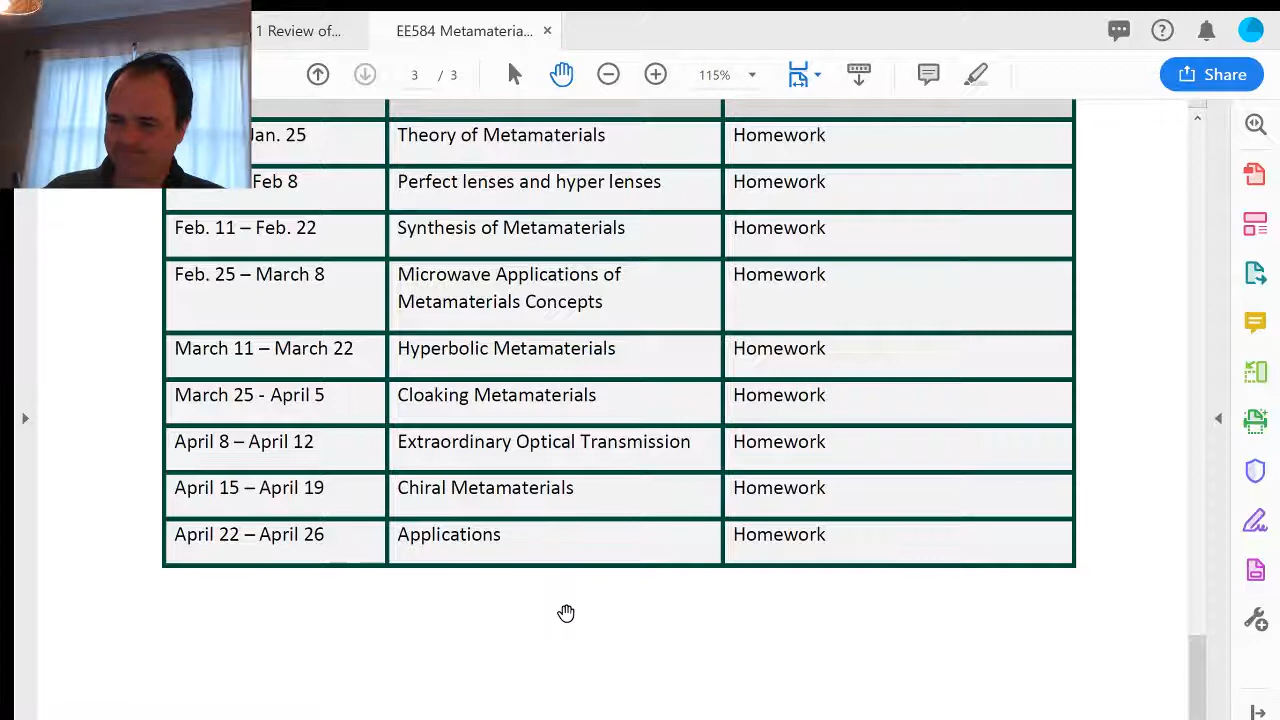 1 Review of...
EE584 Metamateria...
3 / 3
115%
Share
Jan. 25
Theory of Metamaterials
Homework
Feb 8
Perfect lenses and hyper lenses
Homework
Feb. 11 – Feb. 22
Synthesis of Metamaterials
Homework
Feb. 25 – March 8
Microwave Applications of
Metamaterials Concepts
Homework
March 11 – March 22
Hyperbolic Metamaterials
Homework
March 25 - April 5
Cloaking Metamaterials
Homework
April 8 – April 12
Extraordinary Optical Transmission
Homework
April 15 – April 19
Chiral Metamaterials
Homework
April 22 – April 26
Applications
Homework